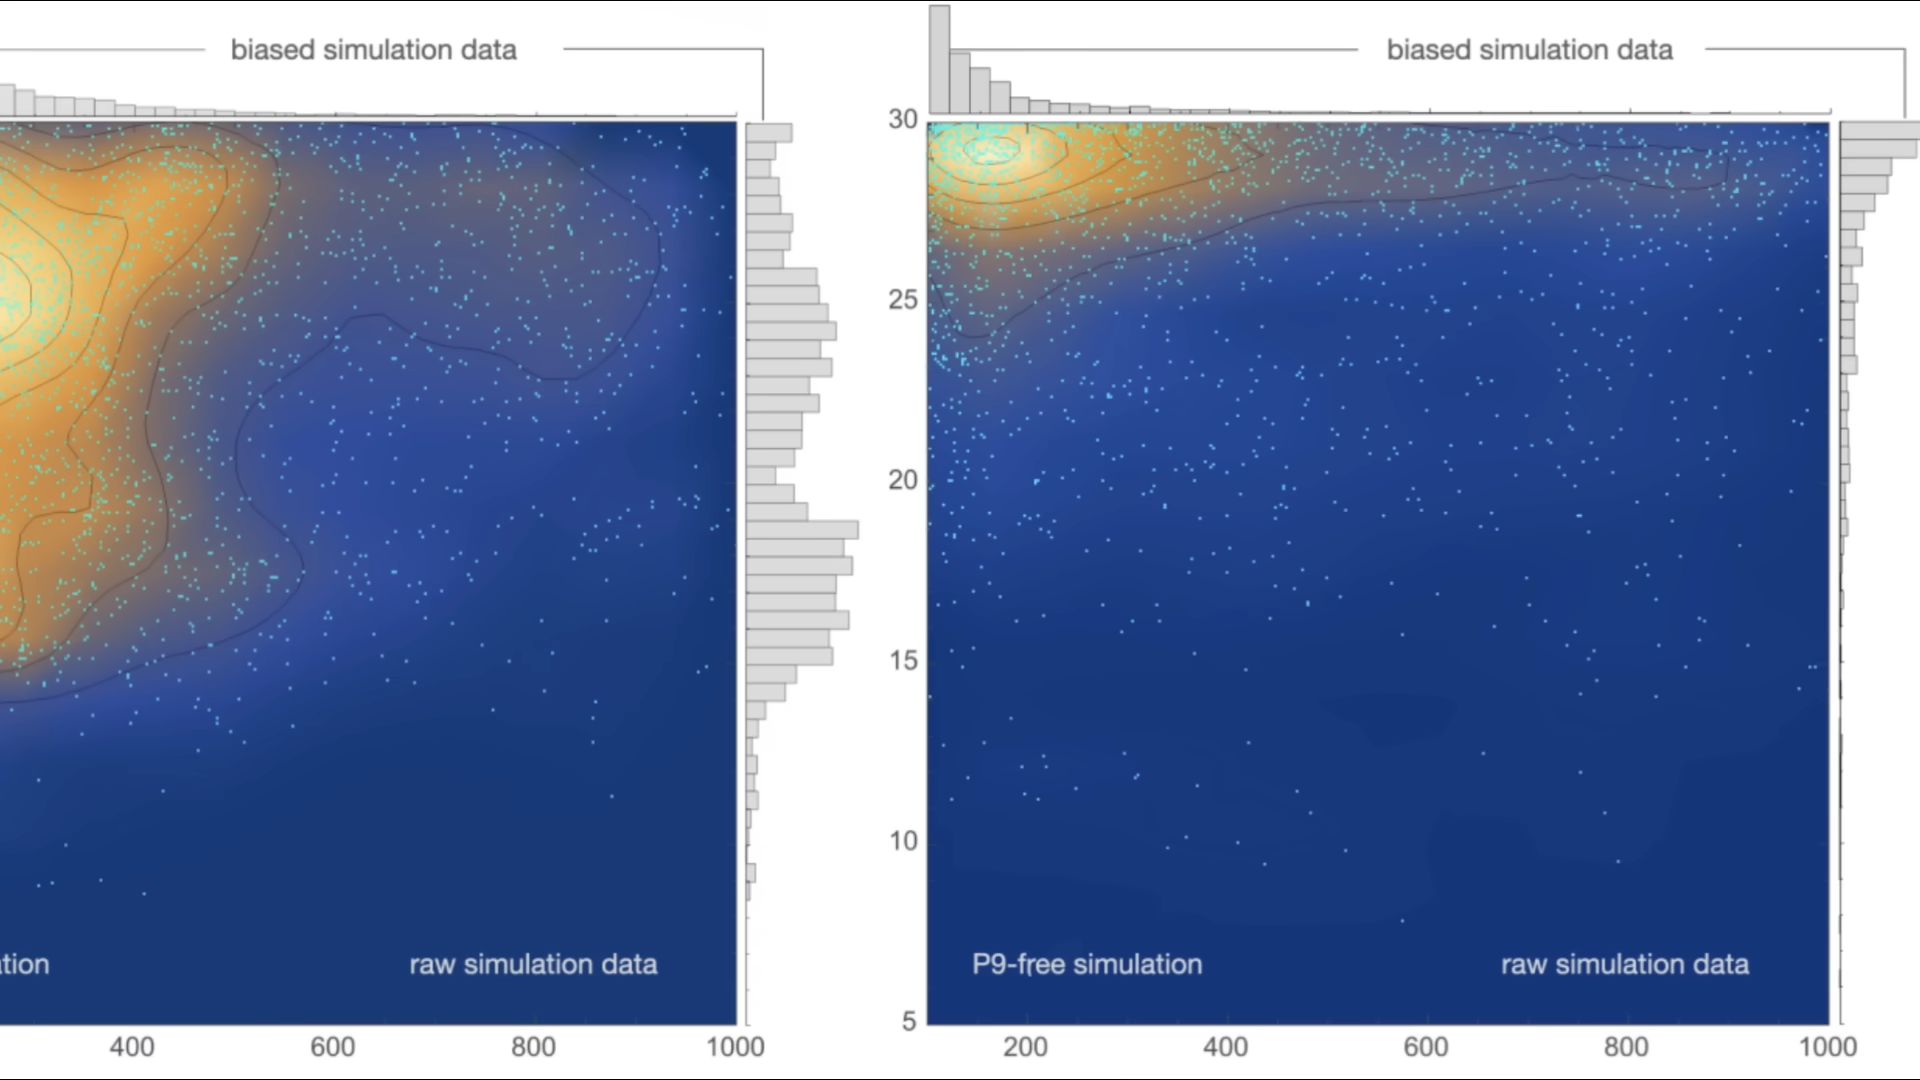 biased simulation data
biased simulation data
30
25
20
15
10
5
ation
raw simulation data
P9-free simulation
raw simulation data
400
600
800
1000
200
400
600
800
1000